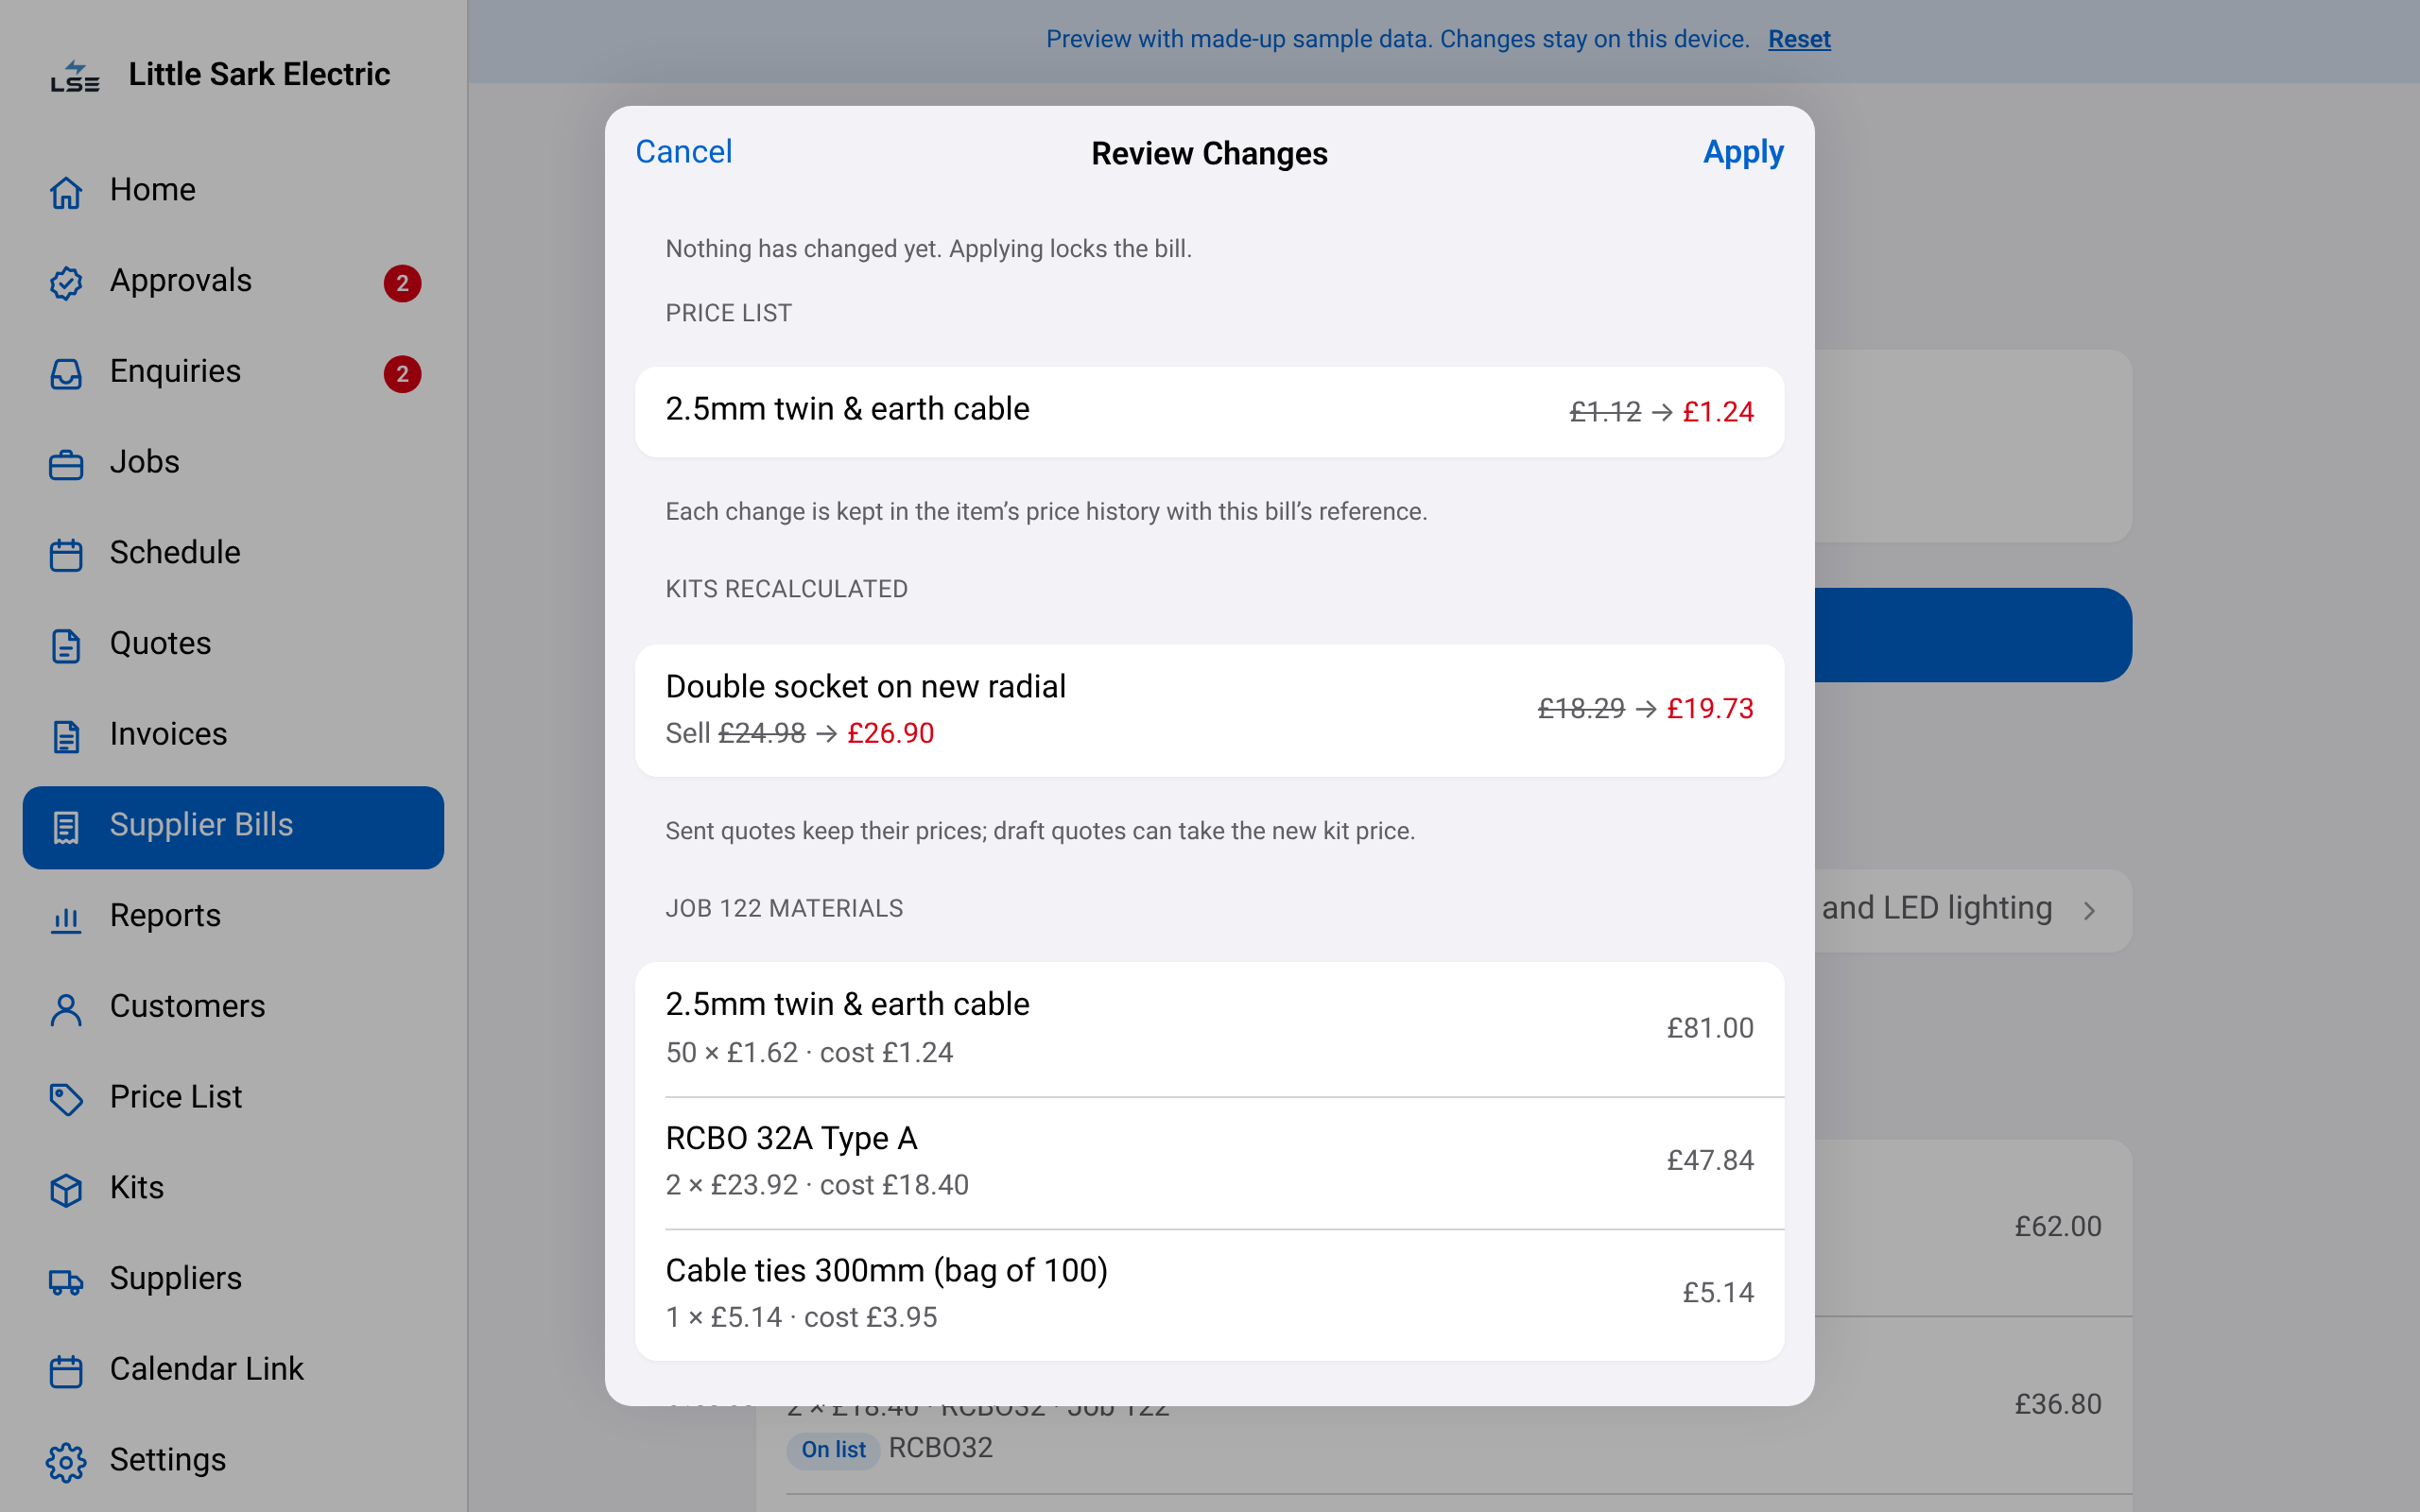 LSE Little Sark Electric
Home
Approvals 2
Enquiries 2
Jobs
Schedule
Quotes
Invoices
Supplier Bills
Reports
Customers
Price List
Kits
Suppliers
Calendar Link
Settings
Preview with made-up sample data. Changes stay on this device. Reset
Cancel Review Changes Apply
Nothing has changed yet. Applying locks the bill.
PRICE LIST
2.5mm twin & earth cable £1.12 → £1.24
Each change is kept in the item’s price history with this bill’s reference.
KITS RECALCULATED
Double socket on new radial
Sell £24.98 → £26.90
£18.29 → £19.73
Sent quotes keep their prices; draft quotes can take the new kit price.
JOB 122 MATERIALS
2.5mm twin & earth cable
50 × £1.62 · cost £1.24
£81.00
RCBO 32A Type A
2 × £23.92 · cost £18.40
£47.84
Cable ties 300mm (bag of 100)
1 × £5.14 · cost £3.95
£5.14
and LED lighting
£62.00
2 × £18.40 · RCBO32 · Job 122
£36.80
On list RCBO32